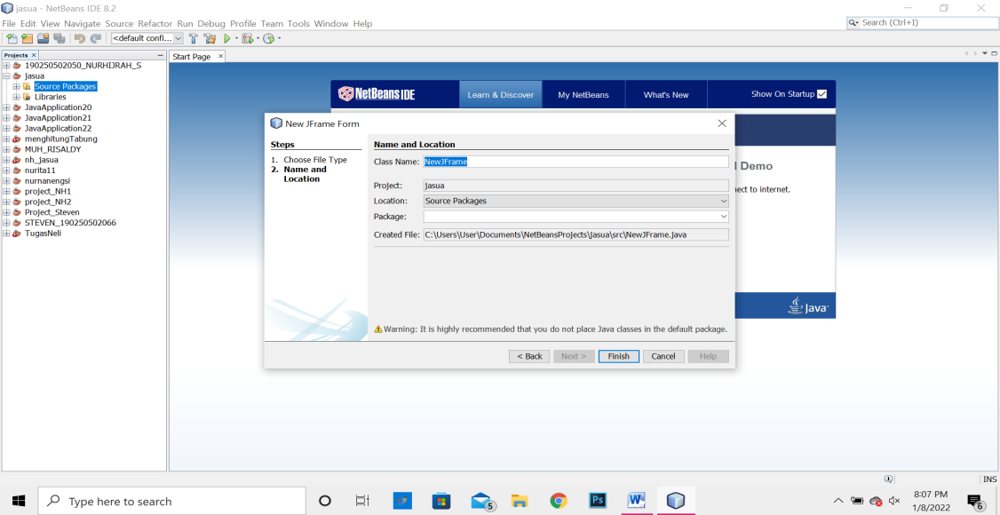 jasua - NetBeans IDE 8.2
File Edit View Navigate Source Refactor Run Debug Profile Team Tools Window Help
Search (Ctrl+I)
<default confi...
Projects
Start Page
190250502050_NURHIJRAH_S
jasua
Source Packages
Libraries
JavaApplication20
JavaApplication21
JavaApplication22
menghitungTabung
MUH_RISALDY
nh_jasua
nurita11
nurnanengsi
project_NH1
project_NH2
Project_Steven
STEVEN_190250502066
TugasNeli
NetBeans IDE
Learn & Discover
My NetBeans
What's New
Show On Startup
Demo
nect to internet.
Java
New JFrame Form
Steps
1. Choose File Type
2. Name and
Location
Name and Location
Class Name: NewJFrame
Project: jasua
Location: Source Packages
Package:
Created File: C:\Users\User\Documents\NetBeansProjects\jasua\src\NewJFrame.java
Warning: It is highly recommended that you do not place Java classes in the default package.
< Back
Next >
Finish
Cancel
Help
INS
Type here to search
5
Ps
W
8:07 PM
1/8/2022
6